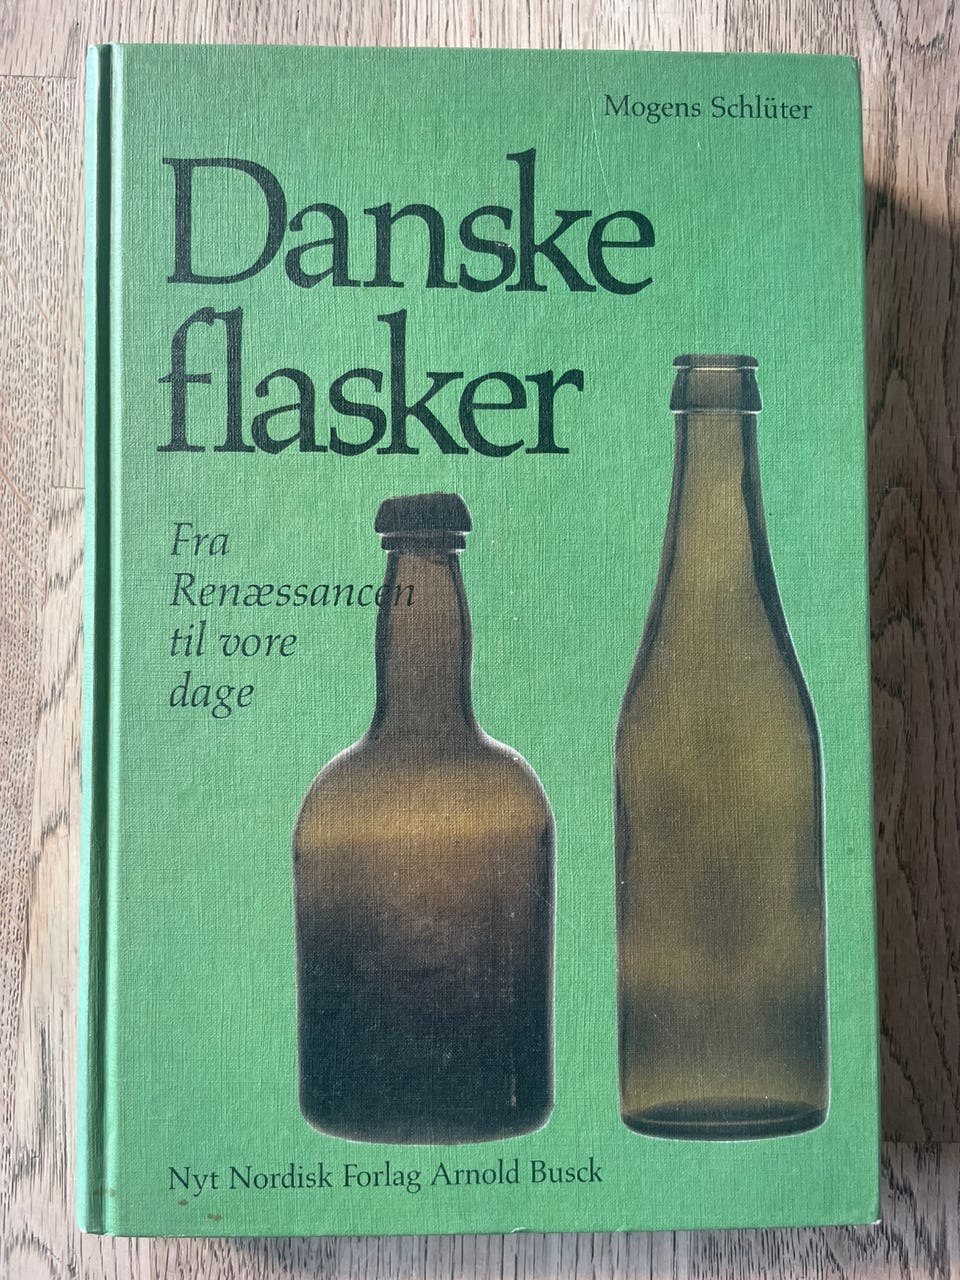 Mogens Schlüter
Danske
flasker
Fra
Renæssancen
til vore
dage
Nyt Nordisk Forlag Arnold Busck